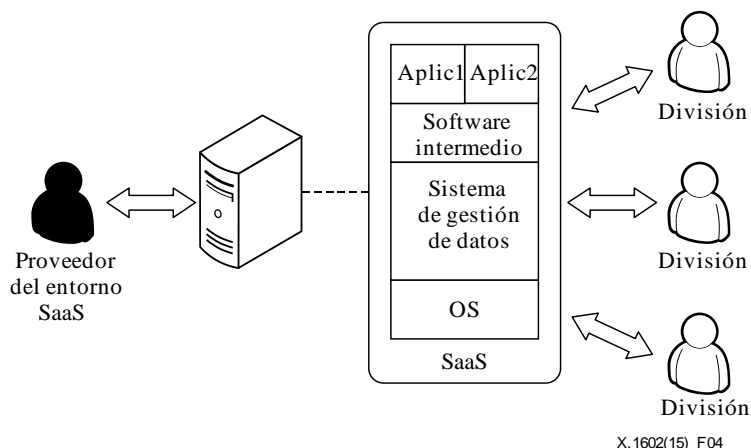 Aplic1 Aplic2
Software
intermedio
Sistema
de gestión
de datos
OS
SaaS
Proveedor
del entorno
SaaS
División
División
División
X.1602(15)_F04